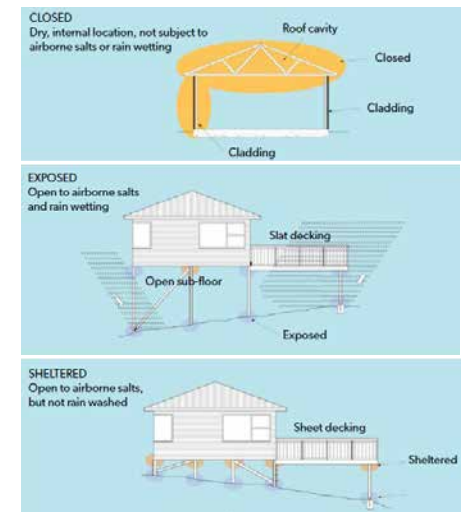 CLOSED
Dry, internal location, not subject to
airborne salts or rain wetting
Roof cavity
Closed
Cladding
Cladding
EXPOSED
Open to airborne salts
and rain wetting
Slat decking
Open sub-floor
Exposed
SHELTERED
Open to airborne salts,
but not rain washed
Sheet decking
Sheltered